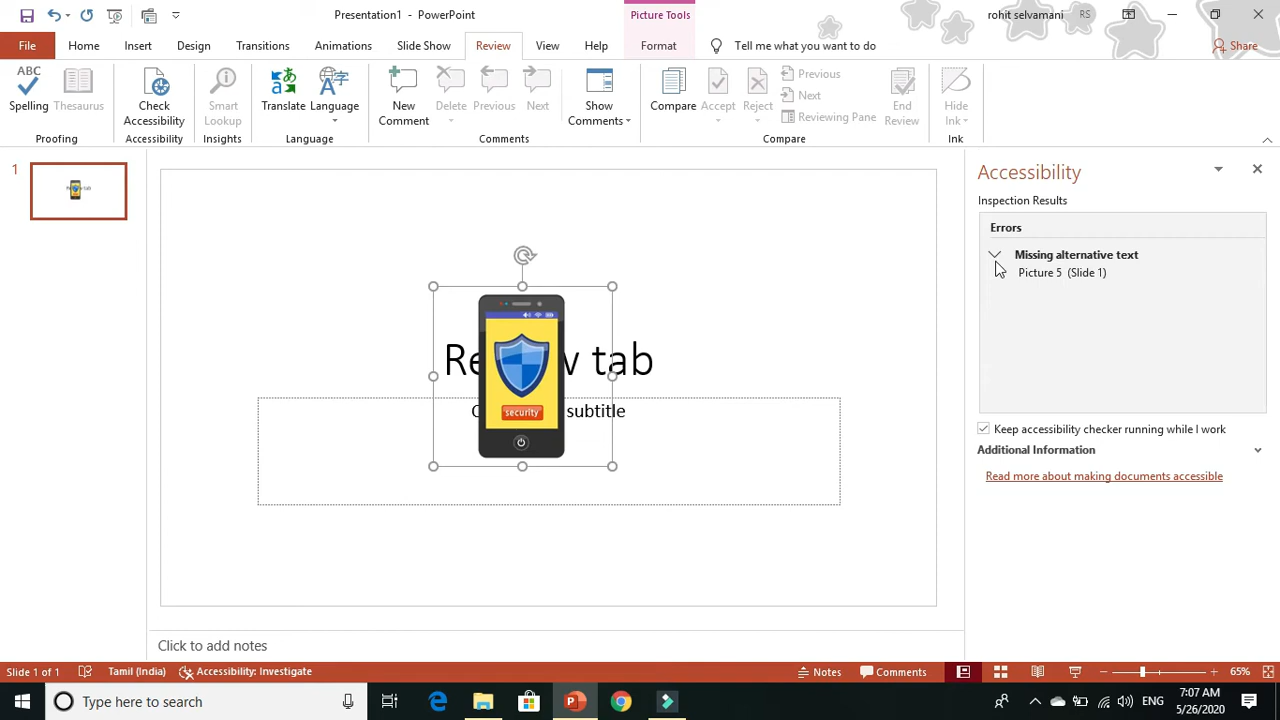 Presentation1 - PowerPoint
Picture Tools
rohit selvamani
RS
File
Home
Insert
Design
Transitions
Animations
Slide Show
Review
View
Help
Format
Tell me what you want to do
Share
ABC
Spelling
Thesaurus
Proofing
Check
Accessibility
Accessibility
Smart
Lookup
Insights
Translate
Language
Language
New
Comment
Delete
Previous
Next
Show
Comments
Comments
Compare
Accept
Reject
Previous
Next
Reviewing Pane
End
Review
Compare
Hide
Ink
Ink
1
security
tab
subtitle
Accessibility
Inspection Results
Errors
Missing alternative text
Picture 5 (Slide 1)
Keep accessibility checker running while I work
Additional Information
Read more about making documents accessible
Click to add notes
Slide 1 of 1
Tamil (India)
Accessibility: Investigate
Notes
Comments
65%
Type here to search
ENG
7:07 AM
5/26/2020